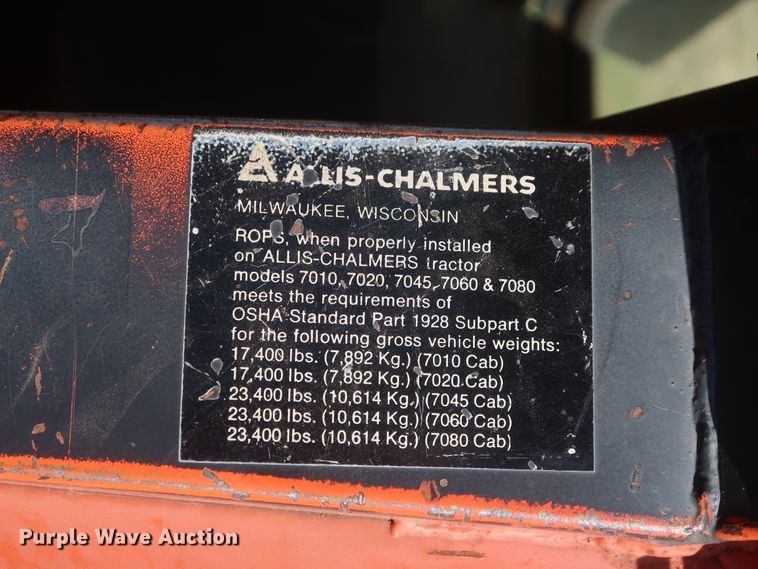 ALLIS-CHALMERS
MILWAUKEE, WISCONSIN
ROPS, when properly installed
on ALLIS-CHALMERS tractor
models 7010, 7020, 7045, 7060 & 7080
meets the requirements of
OSHA Standard Part 1928 Subpart C
for the following gross vehicle weights:
17,400 lbs. (7,892 Kg.) (7010 Cab)
17,400 lbs. (7,892 Kg.) (7020 Cab)
23,400 lbs. (10,614 Kg.) (7045 Cab)
23,400 lbs. (10,614 Kg.) (7060 Cab)
23,400 lbs. (10,614 Kg.) (7080 Cab)
Purple Wave Auction